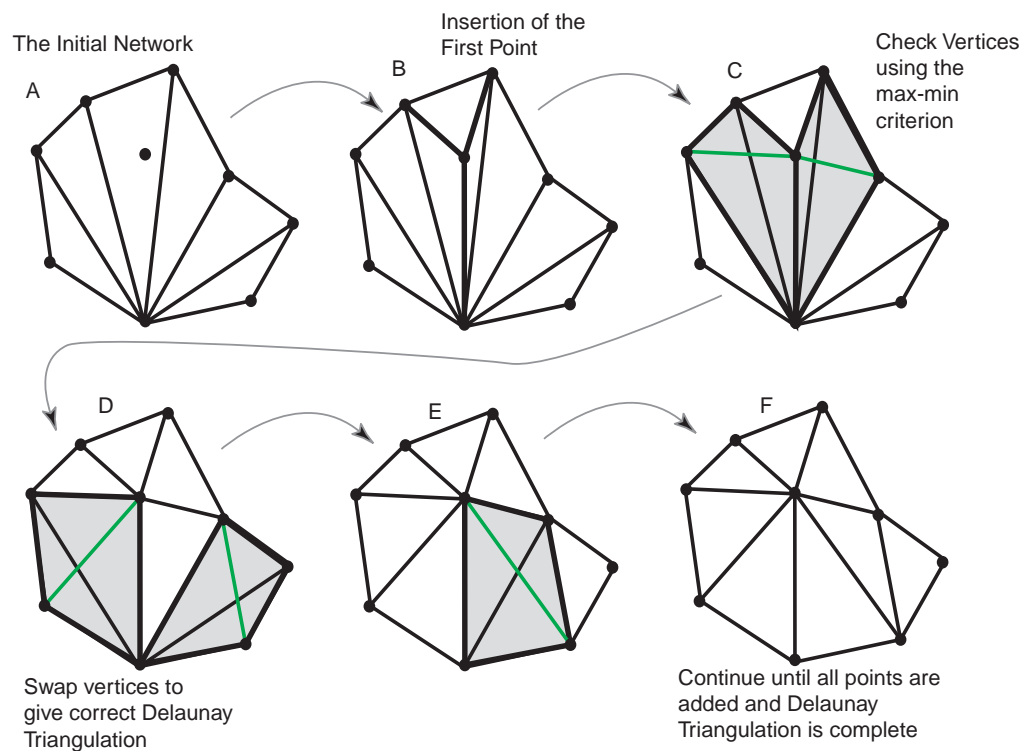 The Initial Network
A
Insertion of the
First Point
B
Check Vertices
using the
max-min
criterion
C
D
Swap vertices to
give correct Delaunay
Triangulation
E
F
Continue until all points are
added and Delaunay
Triangulation is complete